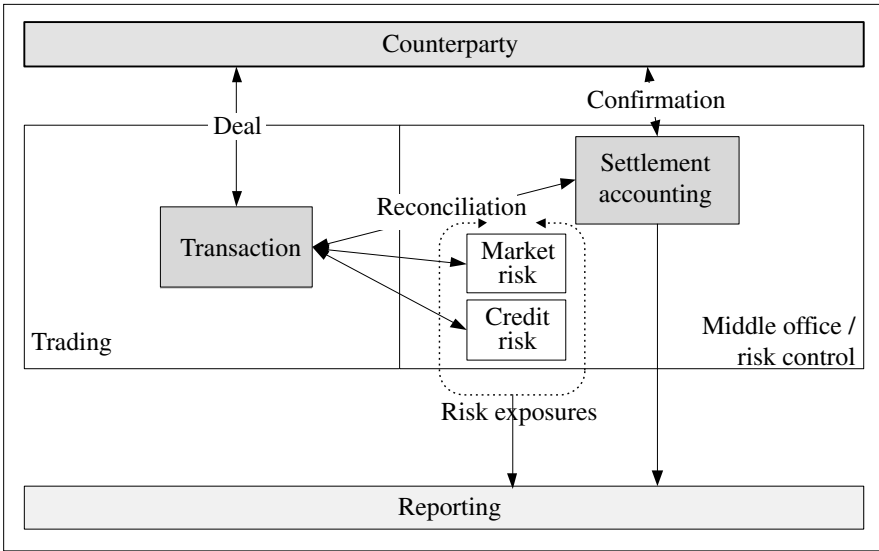 Counterparty
Confirmation
Deal
Settlement
accounting
Reconciliation
Transaction
Market
risk
Credit
risk
Trading
Middle office /
risk control
Risk exposures
Reporting